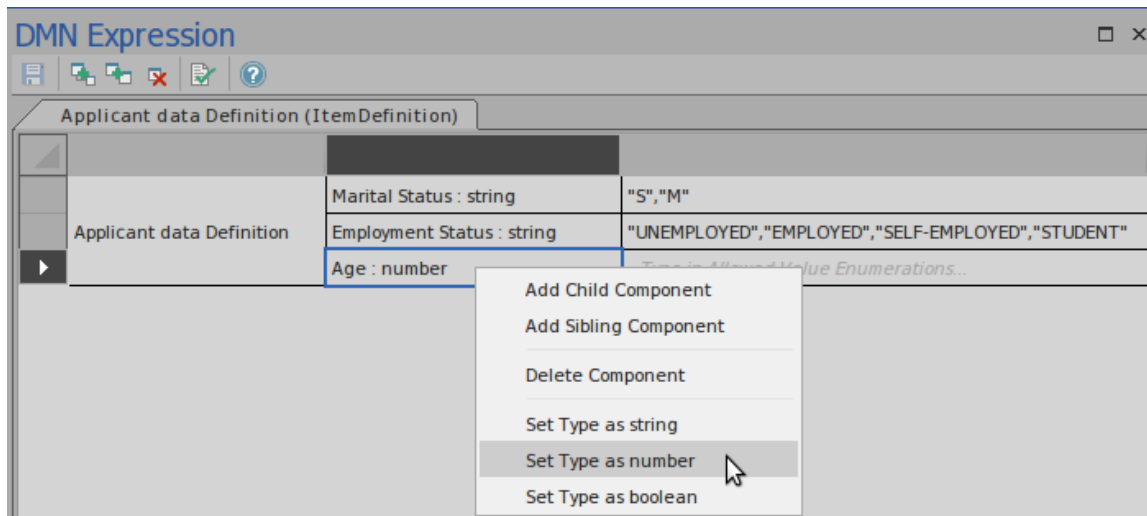 DMN Expression
Applicant data Definition (ItemDefinition)
Marital Status : string
"S","M"
Applicant data Definition
Employment Status : string
"UNEMPLOYED","EMPLOYED","SELF-EMPLOYED","STUDENT"
Age : number
Type in Allowed Value Enumerations...
Add Child Component
Add Sibling Component
Delete Component
Set Type as string
Set Type as number
Set Type as boolean